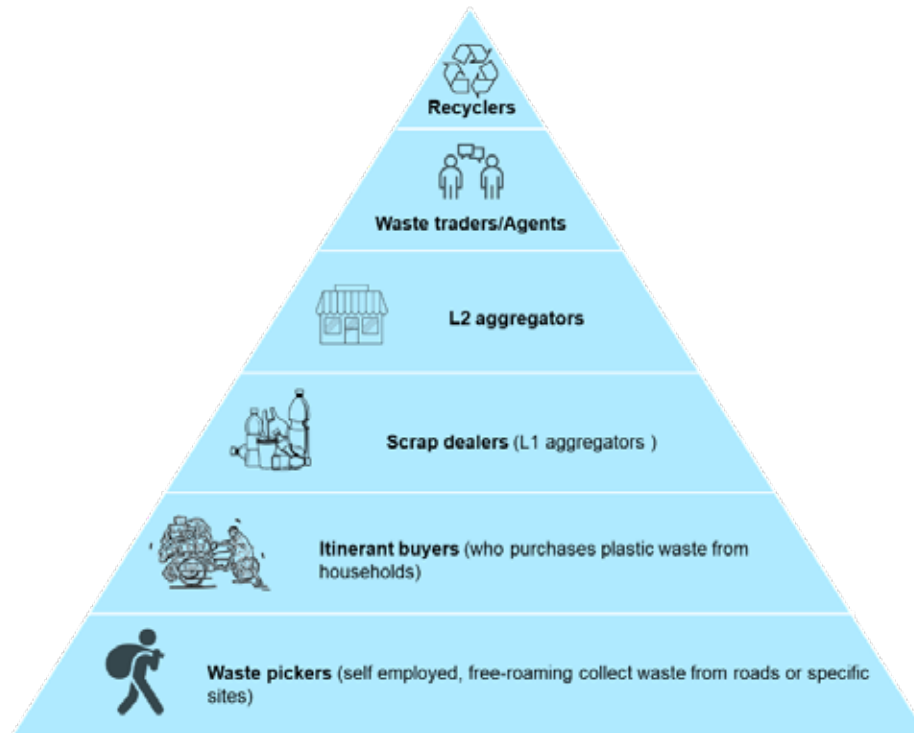 Recyclers
Waste traders/Agents
L2 aggregators
Scrap dealers (L1 aggregators )
Itinerant buyers (who purchases plastic waste from
households)
Waste pickers (self employed, free-roaming collect waste from roads or specific
sites)